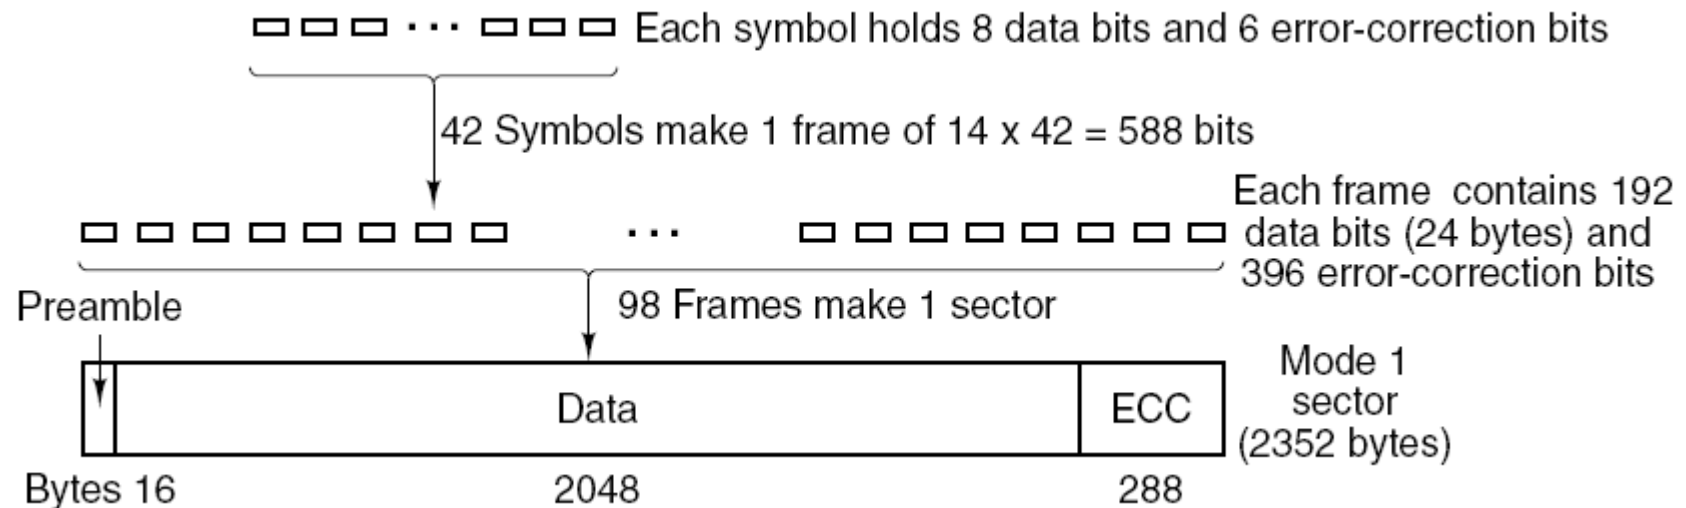 Each symbol holds 8 data bits and 6 error-correction bits
42 Symbols make 1 frame of 14 x 42 = 588 bits
Each frame contains 192
data bits (24 bytes) and
396 error-correction bits
Preamble
98 Frames make 1 sector
Data
ECC
Mode 1
sector
(2352 bytes)
Bytes 16
2048
288